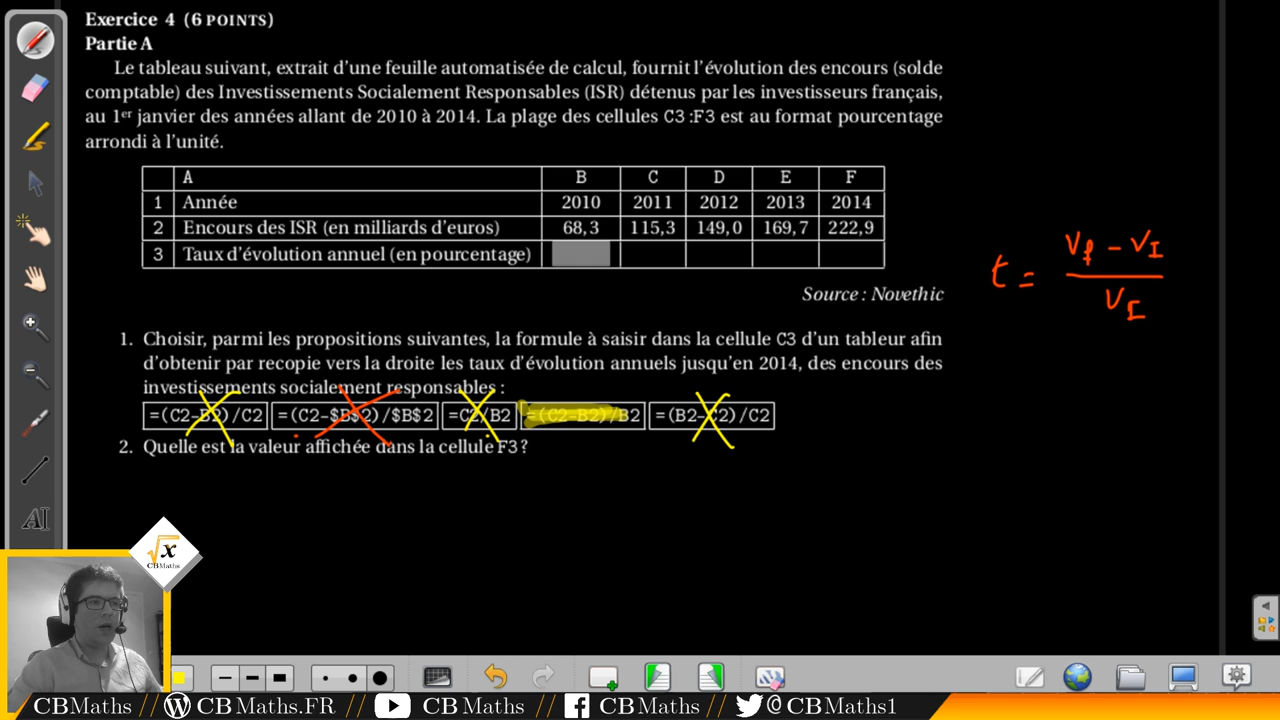 Exercice 4 (6 POINTS)
Partie A
Le tableau suivant, extrait d'une feuille automatisée de calcul, fournit l'évolution des encours (solde
comptable) des Investissements Socialement Responsables (ISR) détenus par les investisseurs français,
au 1er janvier des années allant de 2010 à 2014. La plage des cellules C3 :F3 est au format pourcentage
arrondi à l'unité.
A B C D E F
1 Année 2010 2011 2012 2013 2014
2 Encours des ISR (en milliards d'euros) 68,3 115,3 149,0 169,7 222,9
3 Taux d'évolution annuel (en pourcentage)
Source : Novethic
t = (Vf - VI) / VI
1. Choisir, parmi les propositions suivantes, la formule à saisir dans la cellule C3 d'un tableur afin
d'obtenir par recopie vers la droite les taux d'évolution annuels jusqu'en 2014, des encours des
investissements socialement responsables :
=(C2-B2)/C2 =(C2-$B$2)/$B$2 =C2/B2 =(C2-B2)/B2 =(B2-C2)/C2
2. Quelle est la valeur affichée dans la cellule F3 ?
AI
√x
CBMaths
CBMaths // CBMaths.FR // CBMaths // CBMaths // @CBMaths1